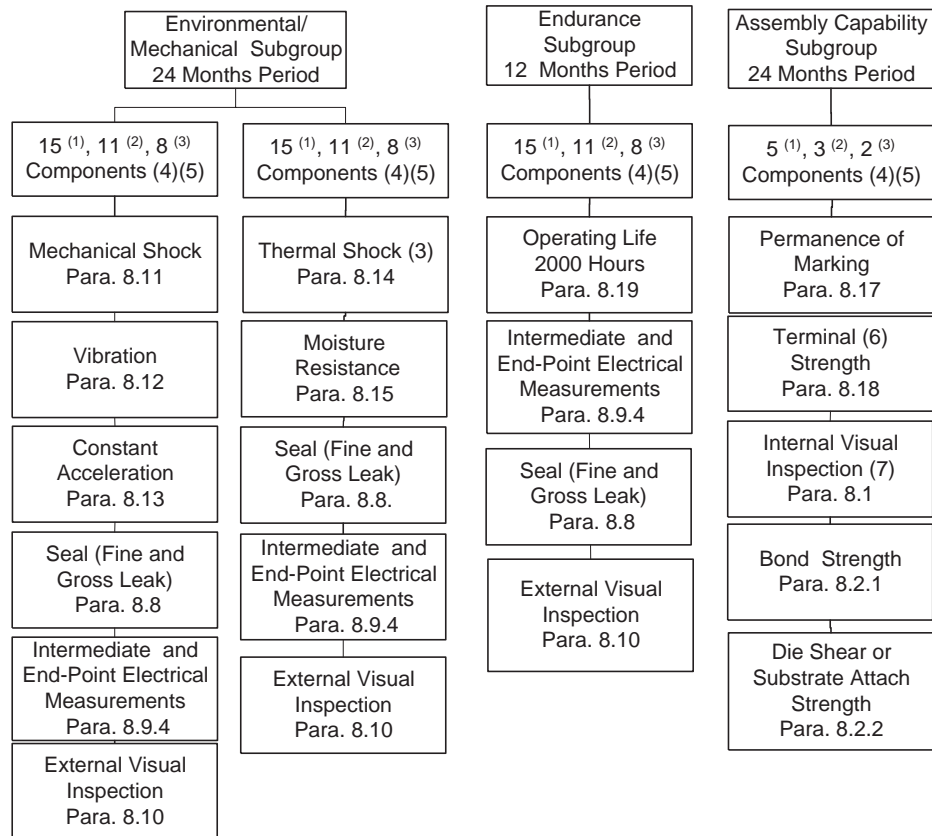 Environmental/
Mechanical Subgroup
24 Months Period
15 (1), 11 (2), 8 (3)
Components (4)(5)
Mechanical Shock
Para. 8.11
Vibration
Para. 8.12
Constant
Acceleration
Para. 8.13
Seal (Fine and
Gross Leak)
Para. 8.8
Intermediate and
End-Point Electrical
Measurements
Para. 8.9.4
External Visual
Inspection
Para. 8.10
15 (1), 11 (2), 8 (3)
Components (4)(5)
Thermal Shock (3)
Para. 8.14
Moisture
Resistance
Para. 8.15
Seal (Fine and
Gross Leak)
Para. 8.8.
Intermediate and
End-Point Electrical
Measurements
Para. 8.9.4
External Visual
Inspection
Para. 8.10
Endurance
Subgroup
12 Months Period
15 (1), 11 (2), 8 (3)
Components (4)(5)
Operating Life
2000 Hours
Para. 8.19
Intermediate and
End-Point Electrical
Measurements
Para. 8.9.4
Seal (Fine and
Gross Leak)
Para. 8.8
External Visual
Inspection
Para. 8.10
Assembly Capability
Subgroup
24 Months Period
5 (1), 3 (2), 2 (3)
Components (4)(5)
Permanence of
Marking
Para. 8.17
Terminal (6)
Strength
Para. 8.18
Internal Visual
Inspection (7)
Para. 8.1
Bond Strength
Para. 8.2.1
Die Shear or
Substrate Attach
Strength
Para. 8.2.2